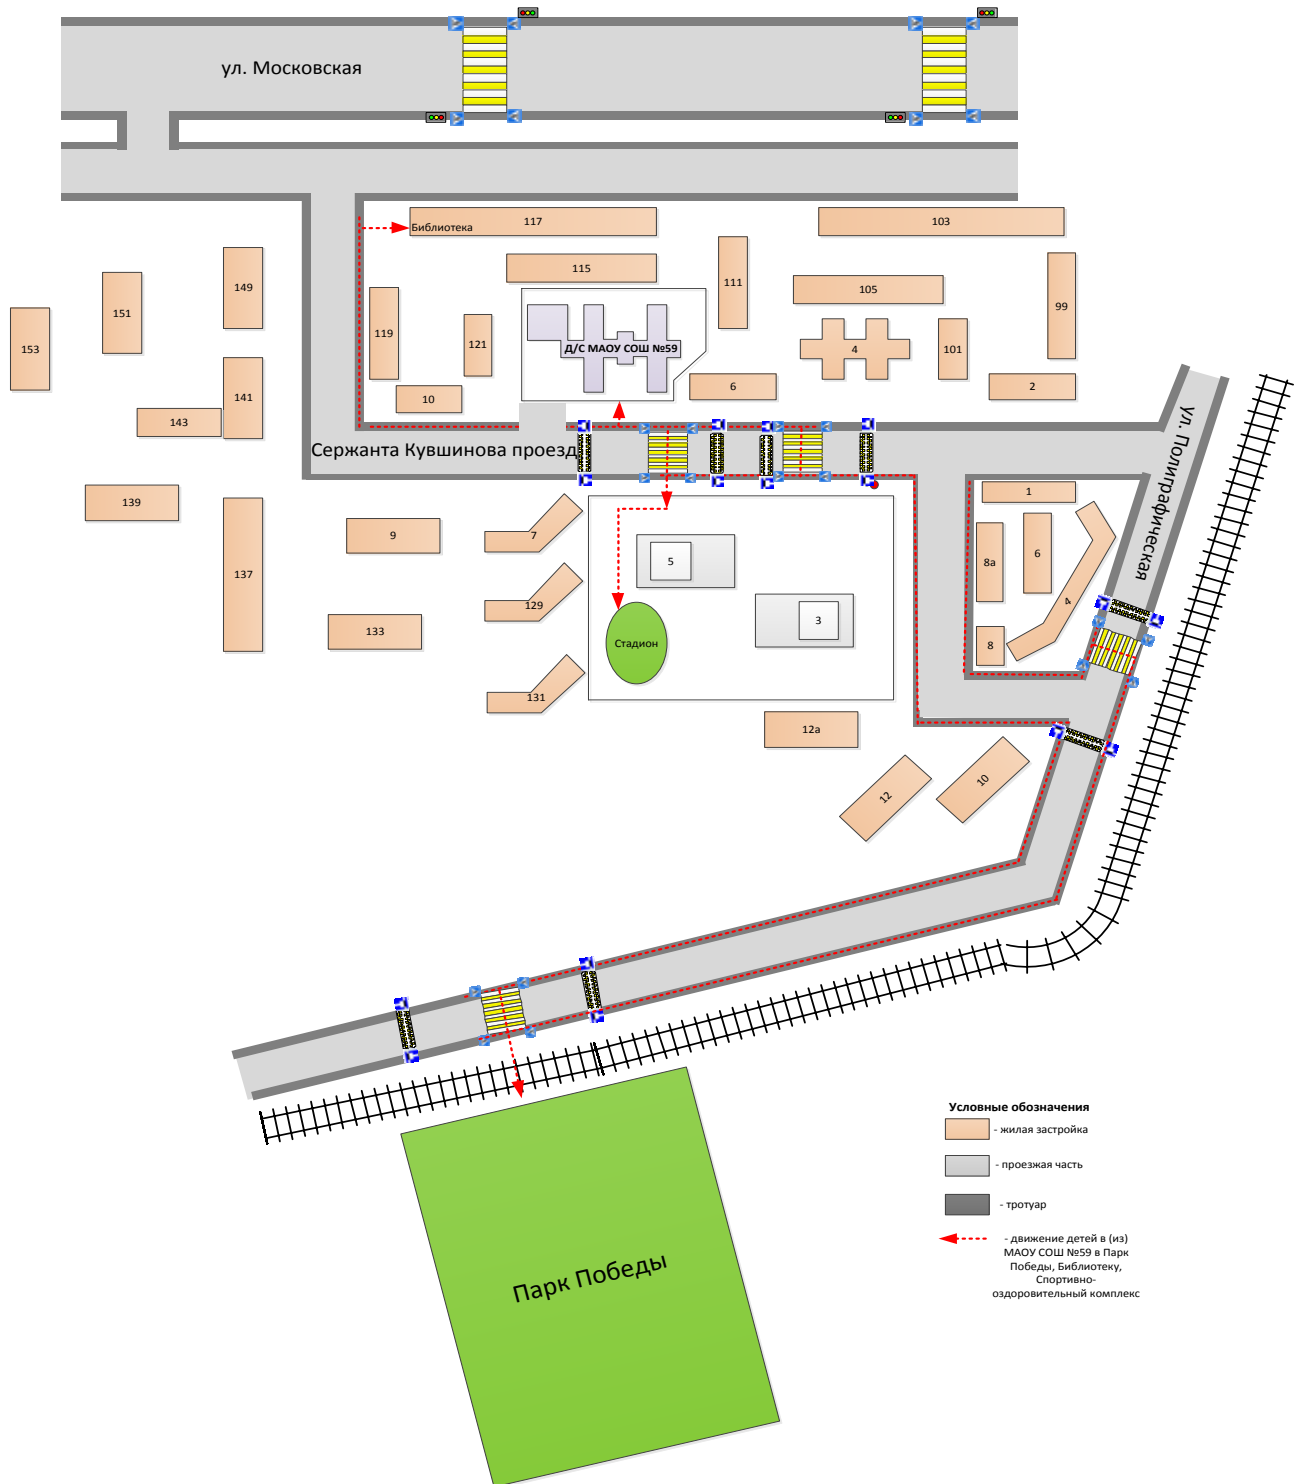 ул. Московская
117
Библиотека
103
115
111
105
149
151
153
119
121
Д/С МАОУ СОШ №59
4
101
99
141
143
10
6
2
Сержанта Кувшинова проезд
ул. Полиграфическая
139
137
9
7
1
8а
6
4
8
5
3
129
133
Стадион
131
12а
12
10
Парк Победы
Условные обозначения
- жилая застройка
- проезжая часть
- тротуар
- движение детей в (из)
МАОУ СОШ №59 в Парк
Победы, Библиотеку,
Спортивно-
оздоровительный комплекс